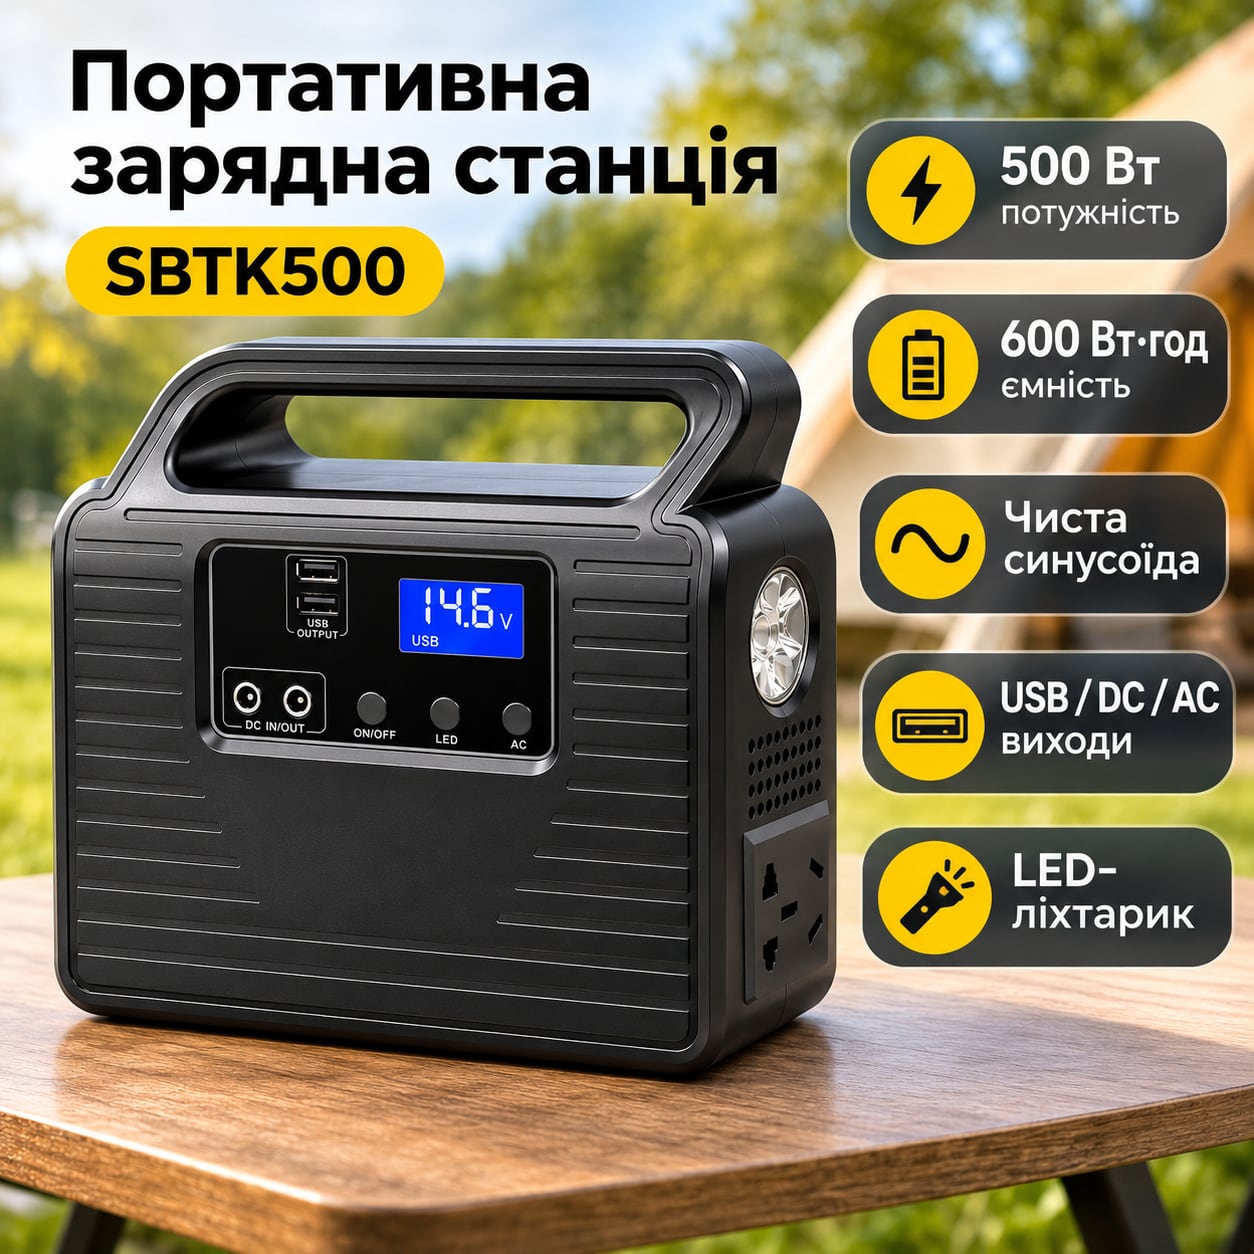 Портативна
зарядна станція
SBTK500
500 Вт
потужність
600 Вт·год
ємність
Чиста
синусоїда
USB / DC / AC
виходи
LED-
ліхтарик
USB
OUTPUT
14.6 V
USB
DC IN/OUT
ON/OFF
LED
AC